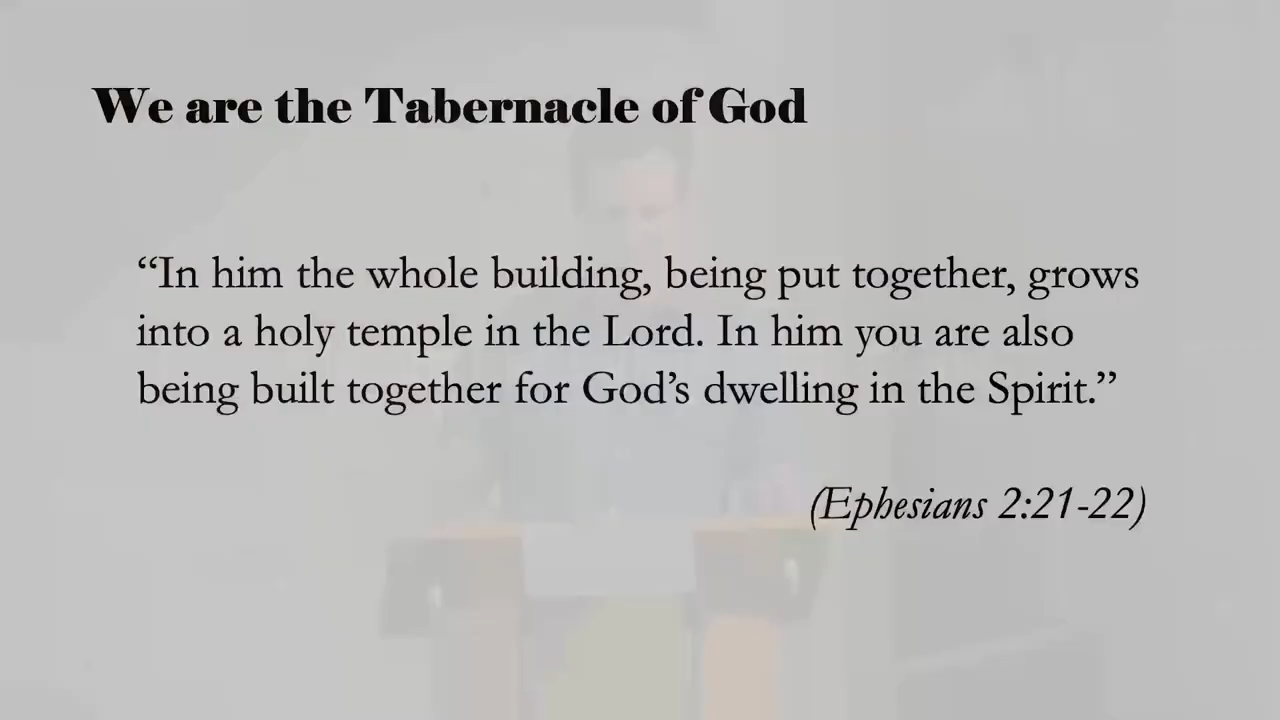 We are the Tabernacle of God
“In him the whole building, being put together, grows
into a holy temple in the Lord. In him you are also
being built together for God’s dwelling in the Spirit.”
(Ephesians 2:21-22)